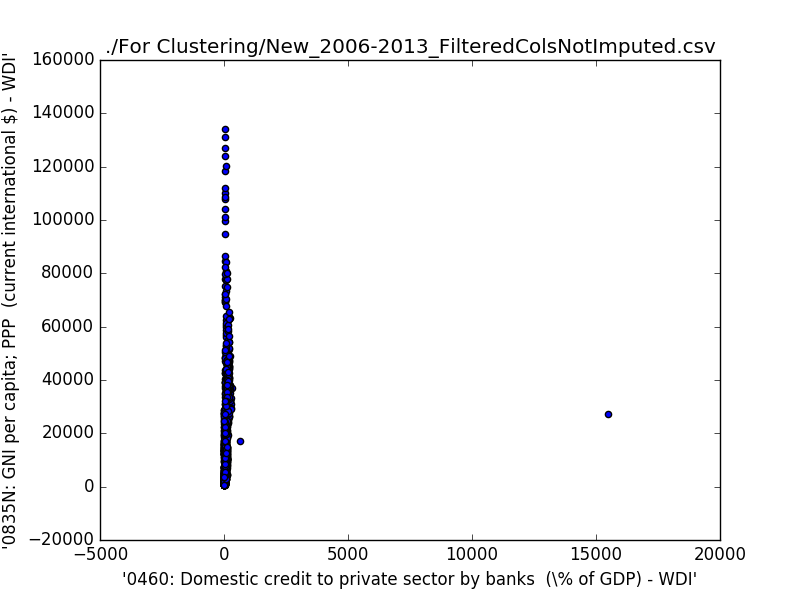 ./For Clustering/New_2006-2013_FilteredColsNotImputed.csv
'0835N: GNI per capita; PPP  (current international $) - WDI'
160000
140000
120000
100000
80000
60000
40000
20000
0
−20000
−5000 0 5000 10000 15000 20000
'0460: Domestic credit to private sector by banks  (\% of GDP) - WDI'